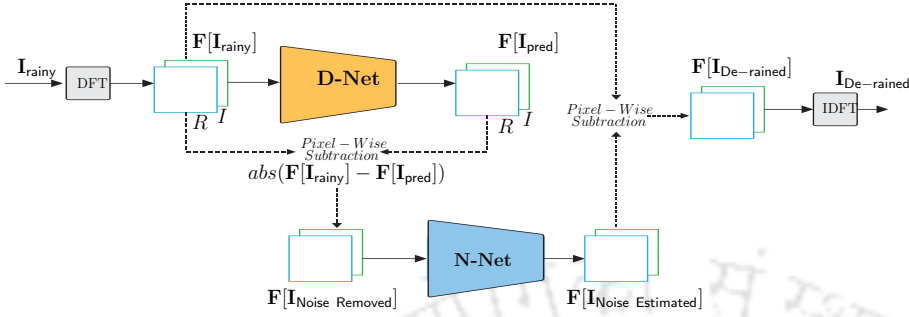 I_rainy
DFT
F[I_rainy]
R
I
D-Net
F[I_pred]
R
I
Pixel-Wise
Subtraction
abs(F[I_rainy] − F[I_pred])
Pixel-Wise
Subtraction
F[I_De−rained]
IDFT
I_De−rained
F[I_Noise Removed]
N-Net
F[I_Noise Estimated]